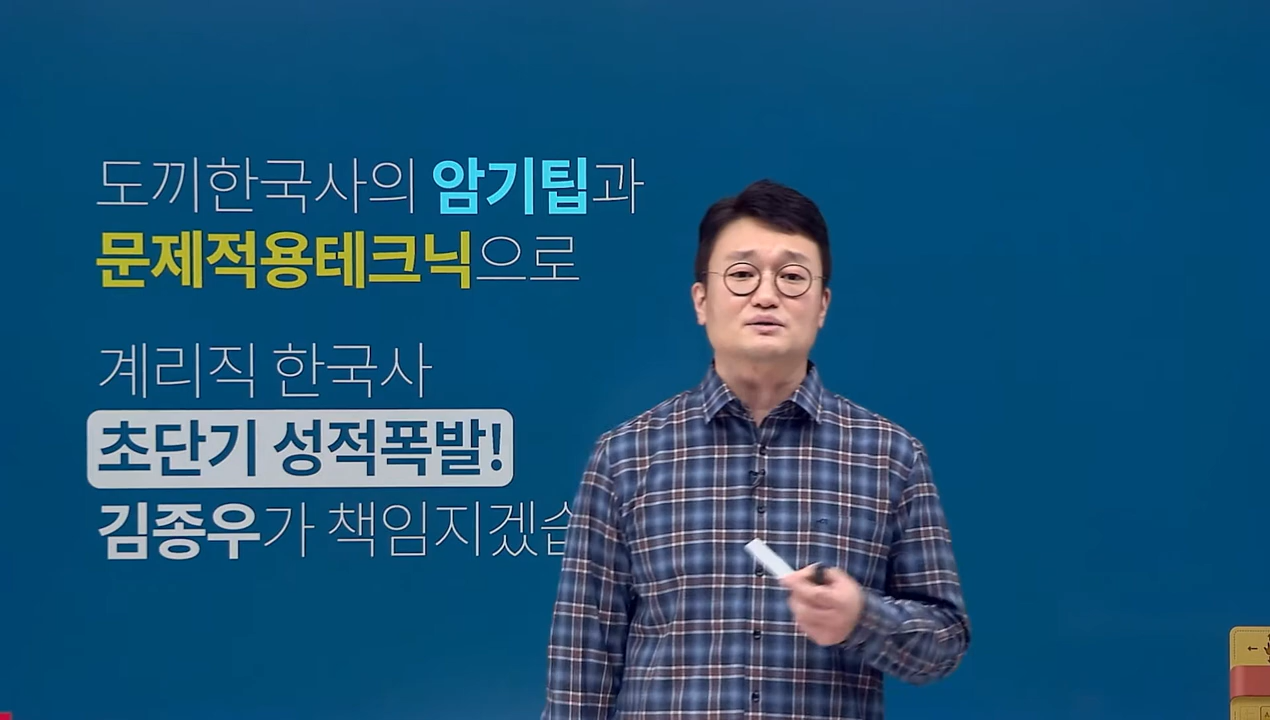 도끼한국사의 암기팁과
문제적용테크닉으로
계리직 한국사
초단기 성적폭발!
김종우가 책임지겠